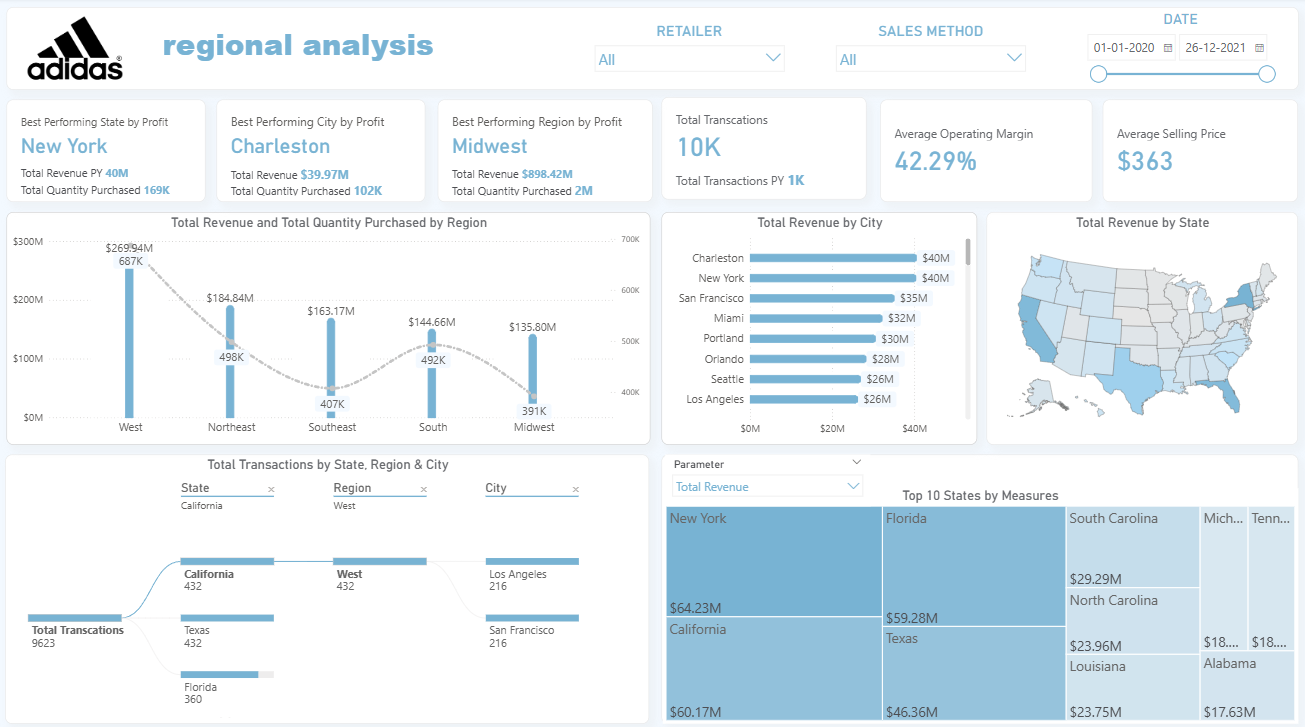 adidas
®
regional analysis
RETAILER
All
SALES METHOD
All
DATE
01-01-2020
26-12-2021
Best Performing State by Profit
New York
Total Revenue PY 40M
Total Quantity Purchased 169K
Best Performing City by Profit
Charleston
Total Revenue $39.97M
Total Quantity Purchased 102K
Best Performing Region by Profit
Midwest
Total Revenue $898.42M
Total Quantity Purchased 2M
Total Transcations
10K
Total Transactions PY 1K
Average Operating Margin
42.29%
Average Selling Price
$363
Total Revenue and Total Quantity Purchased by Region
$300M
$200M
$100M
$0M
700K
600K
500K
400K
$269.94M
687K
$184.84M
498K
$163.17M
407K
$144.66M
492K
$135.80M
391K
West
Northeast
Southeast
South
Midwest
Total Revenue by City
Charleston $40M
New York $40M
San Francisco $35M
Miami $32M
Portland $30M
Orlando $28M
Seattle $26M
Los Angeles $26M
$0M $20M $40M
Total Revenue by State
Total Transactions by State, Region & City
State
California
Region
West
City
Total Transcations
9623
California
432
Texas
432
Florida
360
West
432
Los Angeles
216
San Francisco
216
Parameter
Total Revenue
Top 10 States by Measures
New York
$64.23M
California
$60.17M
Florida
$59.28M
Texas
$46.36M
South Carolina
$29.29M
North Carolina
$23.96M
Louisiana
$23.75M
Mich...
$18....
Tenn...
$18....
Alabama
$17.63M